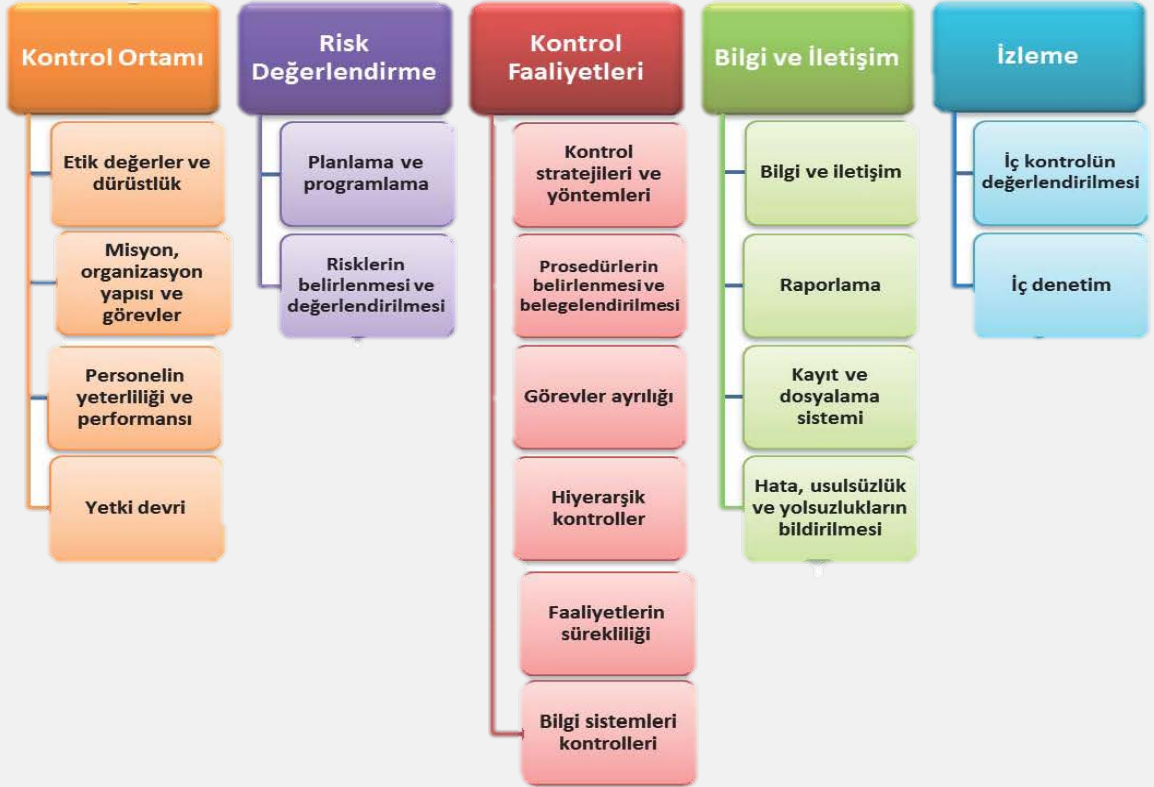 Kontrol Ortamı
Etik değerler ve
dürüstlük
Misyon,
organizasyon
yapısı ve
görevler
Personelin
yeterliliği ve
performansı
Yetki devri
Risk
Değerlendirme
Planlama ve
programlama
Risklerin
belirlenmesi ve
değerlendirilmesi
Kontrol
Faaliyetleri
Kontrol
stratejileri ve
yöntemleri
Prosedürlerin
belirlenmesi ve
belegelendirilmesi
Görevler ayrılığı
Hiyerarşik
kontroller
Faaliyetlerin
sürekliliği
Bilgi sistemleri
kontrolleri
Bilgi ve İletişim
Bilgi ve iletişim
Raporlama
Kayıt ve
dosyalama
sistemi
Hata, usulsüzlük
ve yolsuzlukların
bildirilmesi
İzleme
İç kontrolün
değerlendirilmesi
İç denetim